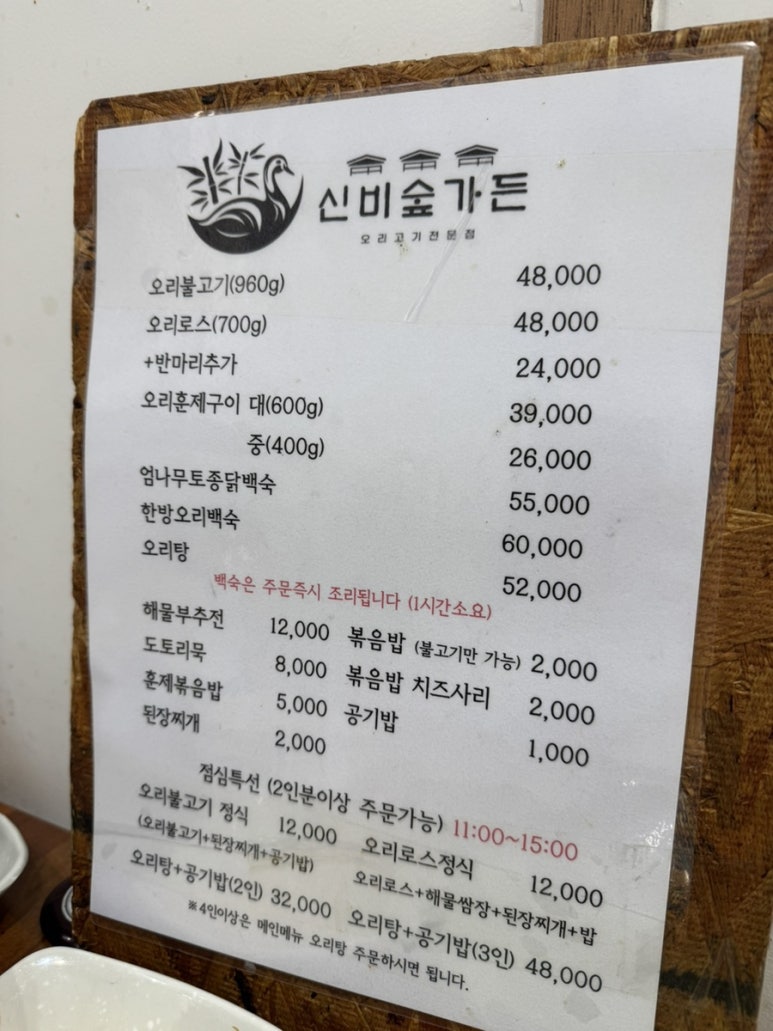 신비숲가든
오리고기전문점
오리불고기(960g) 48,000
오리로스(700g) 48,000
+반마리추가 24,000
오리훈제구이 대(600g) 39,000
중(400g) 26,000
엄나무토종닭백숙 55,000
한방오리백숙 60,000
오리탕 52,000
백숙은 주문즉시 조리됩니다 (1시간소요)
해물부추전 12,000 볶음밥 (불고기만 가능) 2,000
도토리묵 8,000 볶음밥 치즈사리 2,000
훈제볶음밥 5,000 공기밥 1,000
된장찌개 2,000
점심특선 (2인분이상 주문가능) 11:00~15:00
오리불고기 정식 12,000 오리로스정식 12,000
(오리불고기+된장찌개+공기밥) 오리로스+해물쌈장+된장찌개+밥
오리탕+공기밥(2인) 32,000 오리탕+공기밥(3인) 48,000
※4인이상은 메인메뉴 오리탕 주문하시면 됩니다.